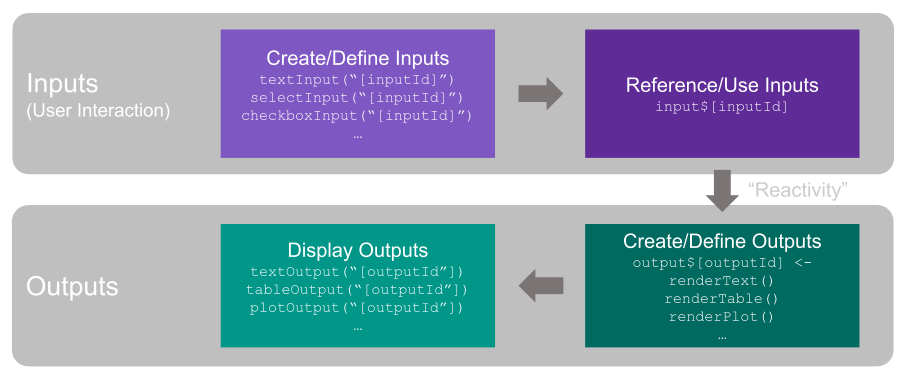 Inputs
(User Interaction)
Create/Define Inputs
textInput(“[inputId]”)
selectInput(“[inputId]”)
checkboxInput(“[inputId]”)
…
Reference/Use Inputs
input$[inputId]
“Reactivity”
Outputs
Display Outputs
textOutput(“[outputId”])
tableOutput(“[outputId”])
plotOutput(“[outputId”])
…
Create/Define Outputs
output$[outputId] <-
renderText()
renderTable()
renderPlot()
…